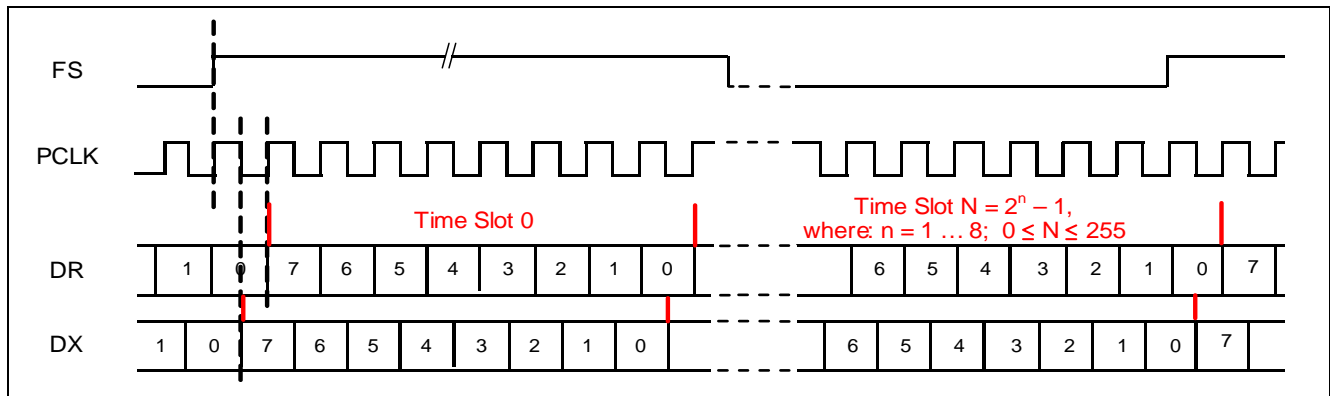 FS
PCLK
Time Slot 0
Time Slot N = 2ⁿ – 1,
where: n = 1 ... 8; 0 ≤ N ≤ 255
DR
1 0 7 6 5 4 3 2 1 0 6 5 4 3 2 1 0 7
DX
1 0 7 6 5 4 3 2 1 0 6 5 4 3 2 1 0 7